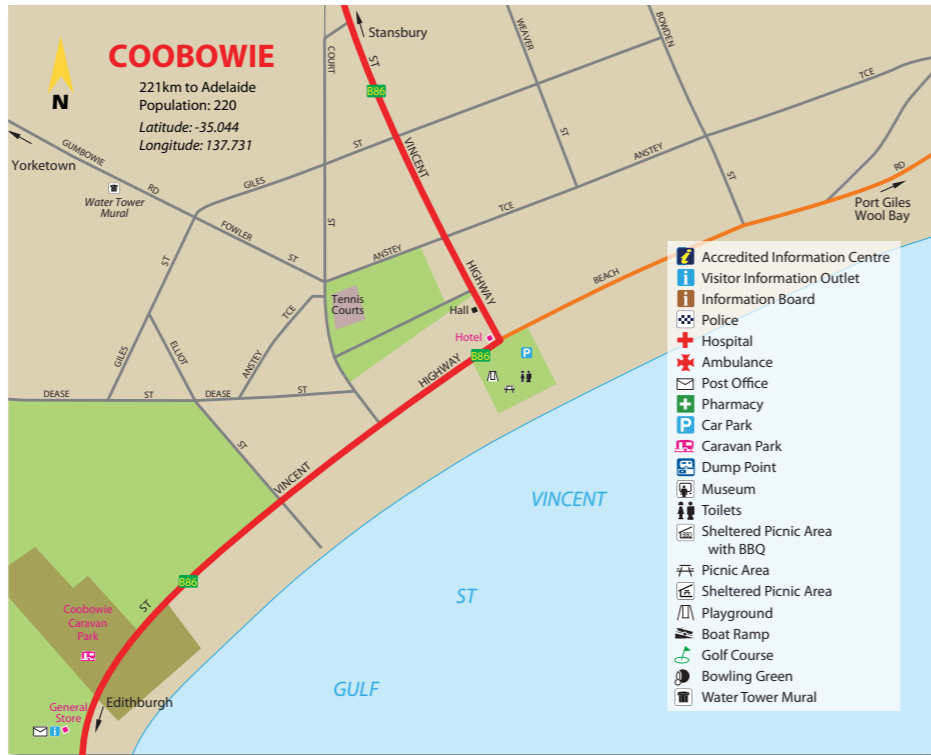 COOBOWIE
221km to Adelaide
Population: 220
Latitude: -35.044
Longitude: 137.731
N
Stansbury
COURT
ST
ST
B86
VINCENT
HIGHWAY
WEAVER
ST
BOWDEN
ST
ANSTEY
TCE
TCE
Yorketown
GUMBOWIE
RD
Water Tower
Mural
GILES
ST
FOWLER
ST
ANSTEY
RD
Port Giles
Wool Bay
BEACH
Tennis
Courts
Hall
Hotel
P
B86
HIGHWAY
ST
GILES
ELLIOT
ANSTEY
TCE
DEASE
ST
DEASE
ST
ST
VINCENT
B86
ST
Coobowie
Caravan
Park
General
Store
i
Edithburgh
VINCENT
ST
GULF
i Accredited Information Centre
i Visitor Information Outlet
i Information Board
Police
Hospital
Ambulance
Post Office
Pharmacy
P Car Park
Caravan Park
Dump Point
Museum
Toilets
Sheltered Picnic Area
with BBQ
Picnic Area
Sheltered Picnic Area
Playground
Boat Ramp
Golf Course
Bowling Green
Water Tower Mural